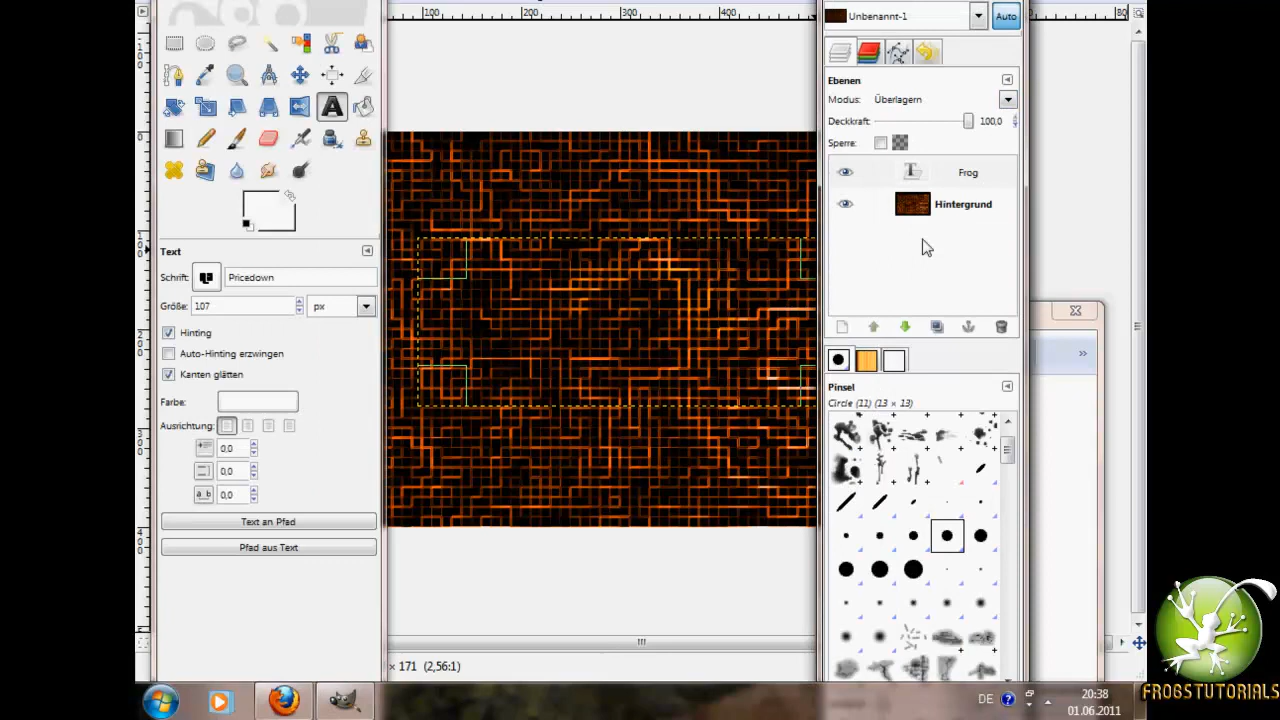 100
200
300
400
80
Unbenannt-1
Auto
Ebenen
Modus: Überlagern
Deckkraft: 100,0
Sperre:
Frog
Hintergrund
Text
Schrift: Pricedown
Größe: 107 px
Hinting
Auto-Hinting erzwingen
Kanten glätten
Farbe:
Ausrichtung:
0,0
0,0
0,0
Text an Pfad
Pfad aus Text
Pinsel
Circle (11) (13 × 13)
× 171 (2,56:1)
DE
20:38
01.06.2011
FROGSTUTORIALS